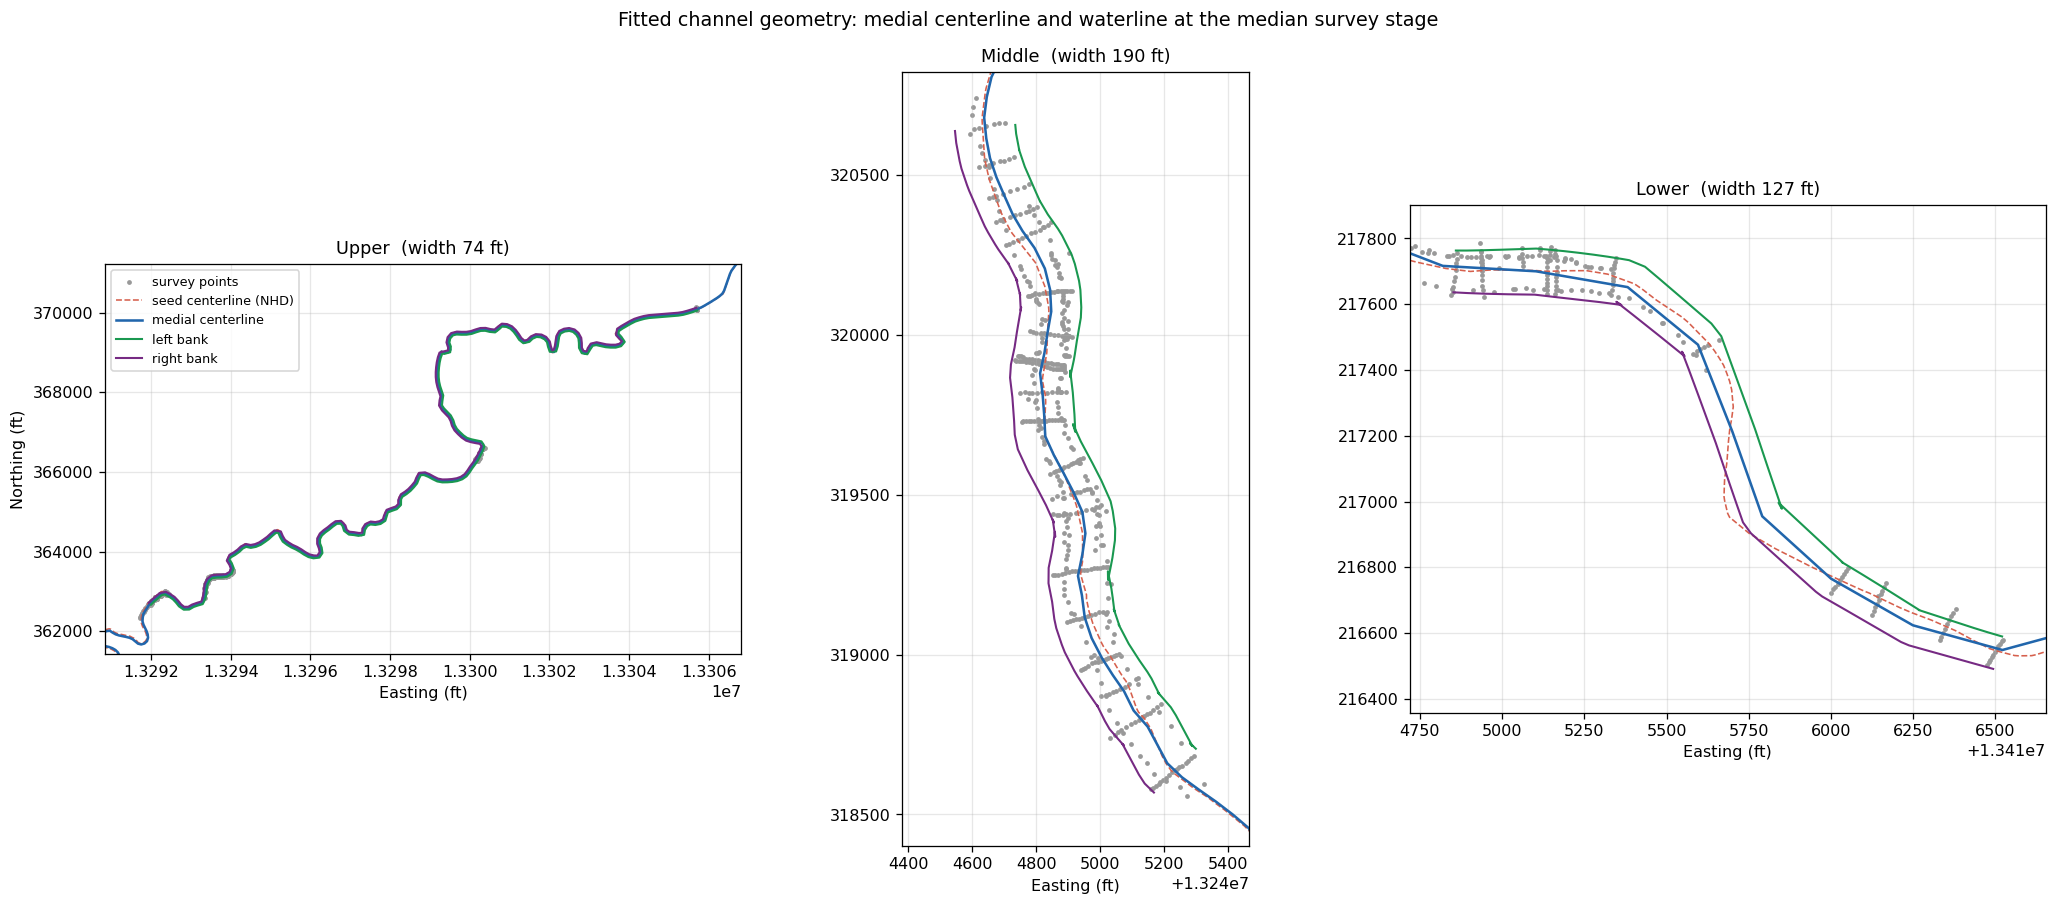 Fitted channel geometry: medial centerline and waterline at the median survey stage
Upper  (width 74 ft)
survey points
seed centerline (NHD)
medial centerline
left bank
right bank
Northing (ft)
370000
368000
366000
364000
362000
1.3292
1.3294
1.3296
1.3298
1.3300
1.3302
1.3304
1.3306
1e7
Easting (ft)
Middle  (width 190 ft)
320500
320000
319500
319000
318500
4400
4600
4800
5000
5200
5400
+1.324e7
Easting (ft)
Lower  (width 127 ft)
217800
217600
217400
217200
217000
216800
216600
216400
4750
5000
5250
5500
5750
6000
6250
6500
+1.341e7
Easting (ft)